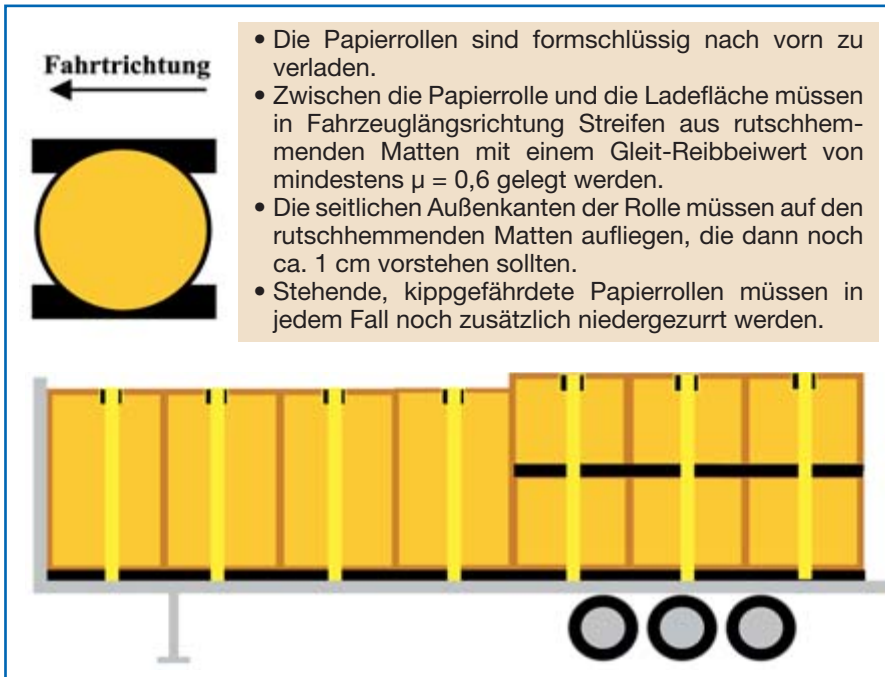 Fahrtrichtung
• Die Papierrollen sind formschlüssig nach vorn zu
verladen.
• Zwischen die Papierrolle und die Ladefläche müssen
in Fahrzeuglängsrichtung Streifen aus rutschhem-
menden Matten mit einem Gleit-Reibbeiwert von
mindestens µ = 0,6 gelegt werden.
• Die seitlichen Außenkanten der Rolle müssen auf den
rutschhemmenden Matten aufliegen, die dann noch
ca. 1 cm vorstehen sollten.
• Stehende, kippgefährdete Papierrollen müssen in
jedem Fall noch zusätzlich niedergezurrt werden.